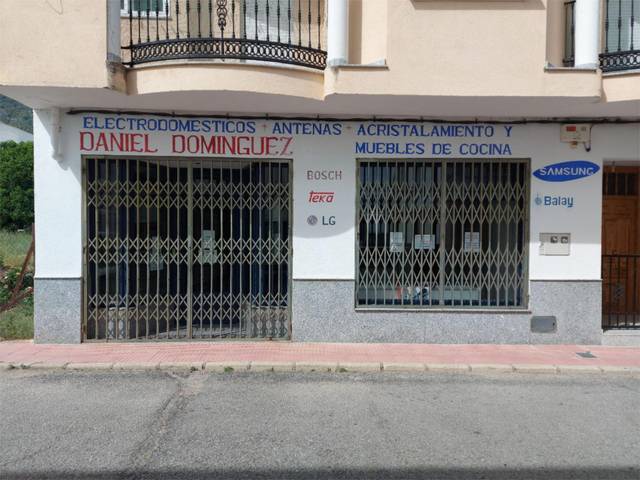 ELECTRODOMESTICOS + ANTENAS + ACRISTALAMIENTO Y
DANIEL DOMINGUEZ
MUEBLES DE COCINA
BOSCH
teka
LG
SAMSUNG
Balay